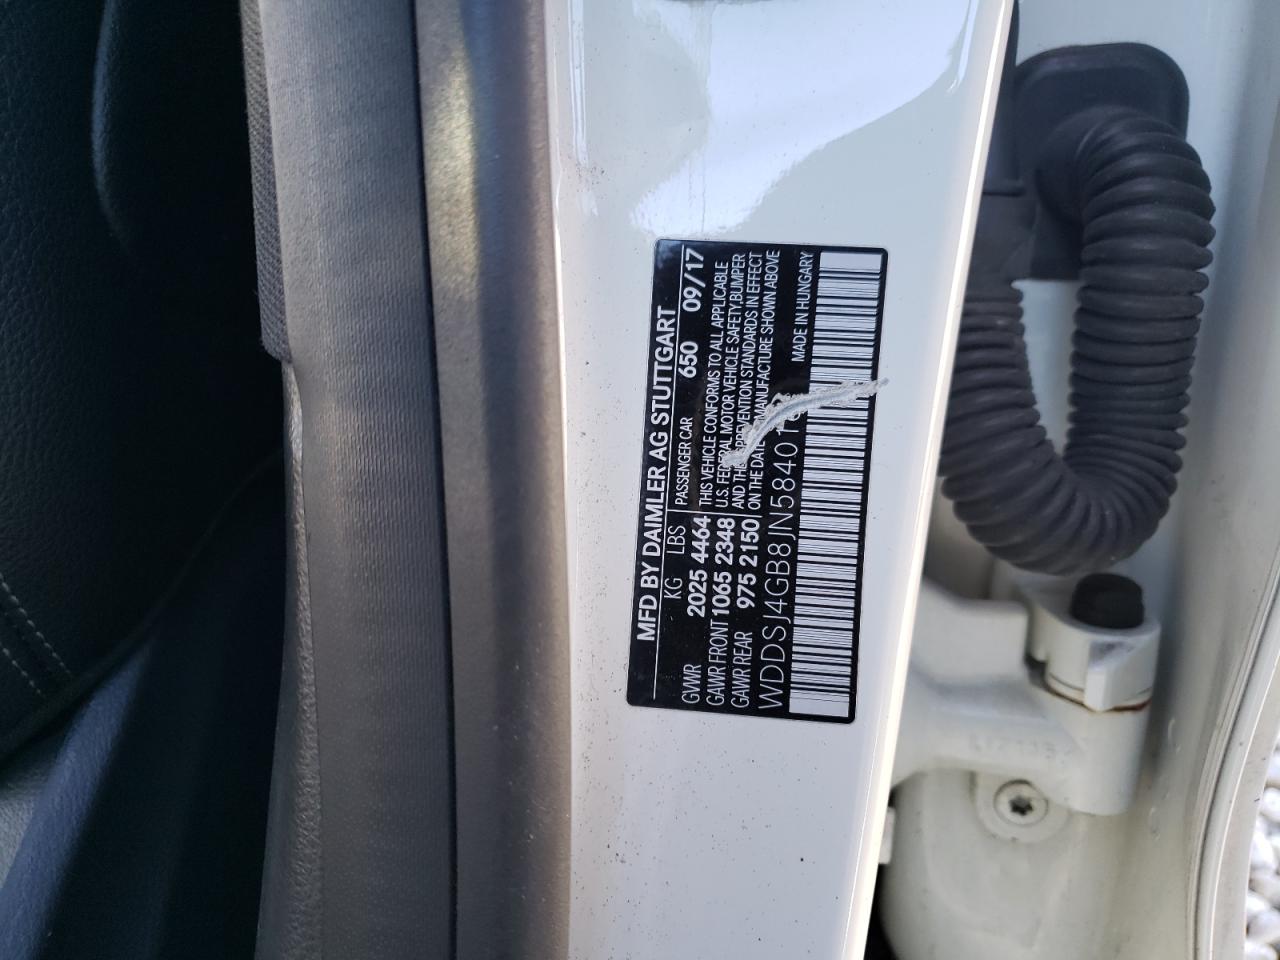 MFD BY DAIMLER AG STUTTGART
KG LBS PASSENGER CAR 650 09/17
GVWR 2025 4464 THIS VEHICLE CONFORMS TO ALL APPLICABLE
GAWR FRONT 1065 2348 U.S. FEDERAL MOTOR VEHICLE SAFETY, BUMPER
GAWR REAR 975 2150 AND THEFT PREVENTION STANDARDS IN EFFECT
ON THE DATE MANUFACTURE SHOWN ABOVE
WDDSJ4GB8JN5840 MADE IN HUNGARY